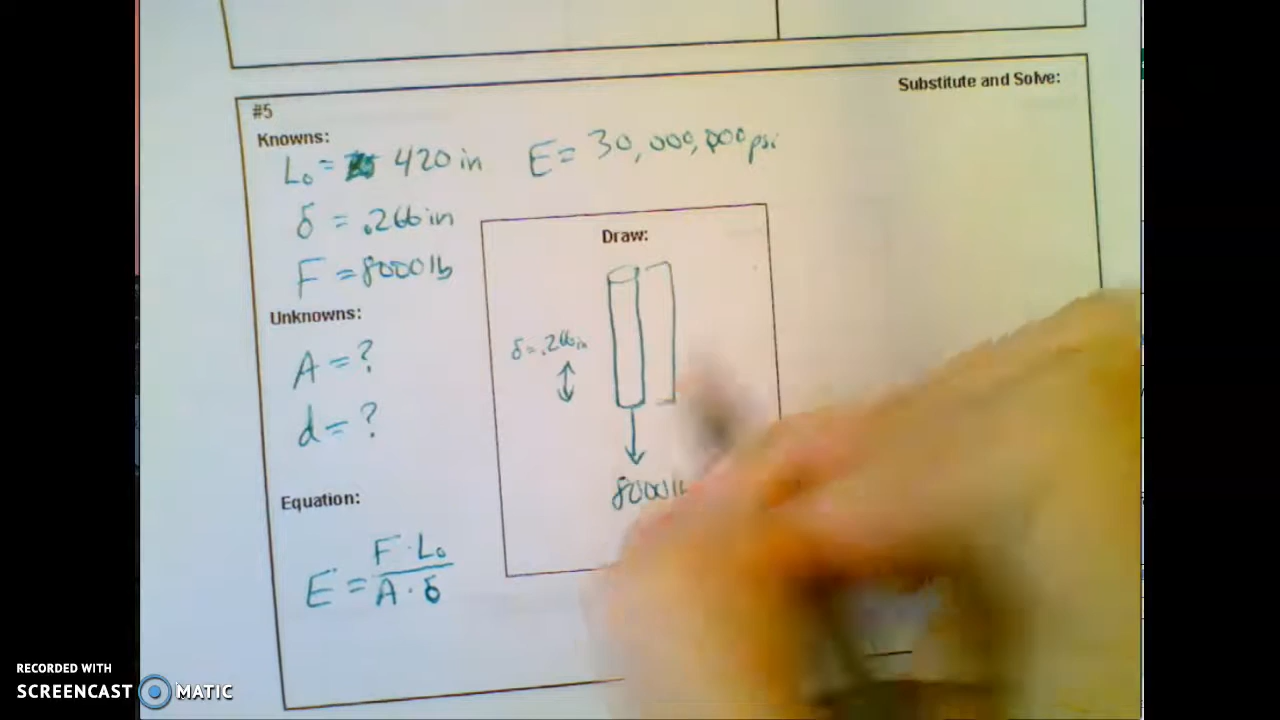 Substitute and Solve:
#5
Knowns:
L₀ = 420 in
E = 30,000,000 psi
δ = .266 in
F = 8000 lb
Unknowns:
A = ?
d = ?
Draw:
δ = .266 in
8000 lb
Equation:
E = F · L₀ / A · δ
RECORDED WITH
SCREENCAST MATIC